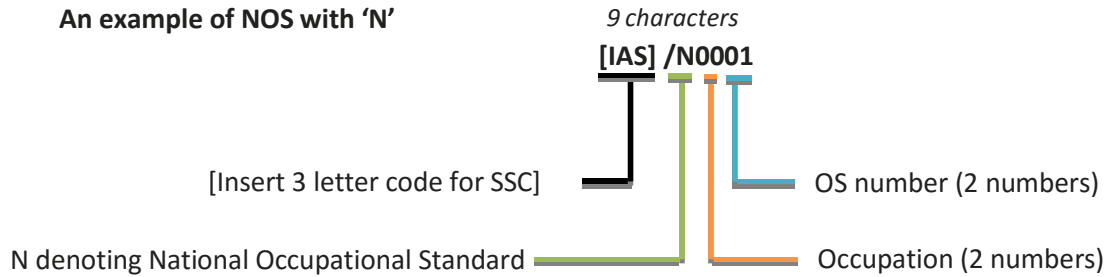 An example of NOS with ‘N’
9 characters
[IAS] /N0001
[Insert 3 letter code for SSC]
OS number (2 numbers)
N denoting National Occupational Standard
Occupation (2 numbers)